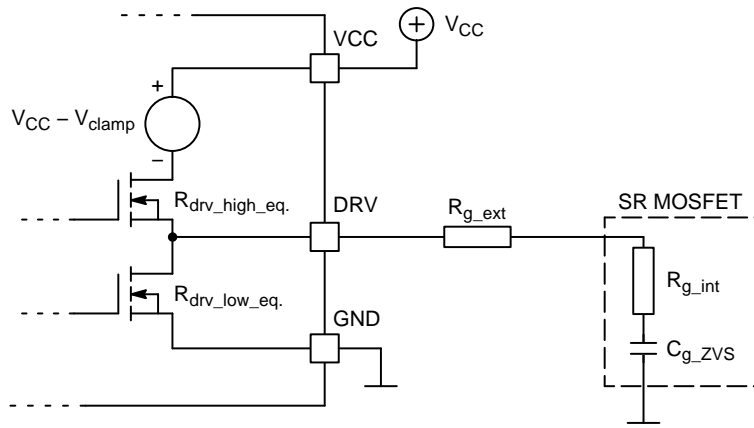 VCC
V_CC
+
V_CC – V_clamp
–
R_drv_high_eq.
DRV
R_g_ext
SR MOSFET
R_g_int
R_drv_low_eq.
GND
C_g_ZVS